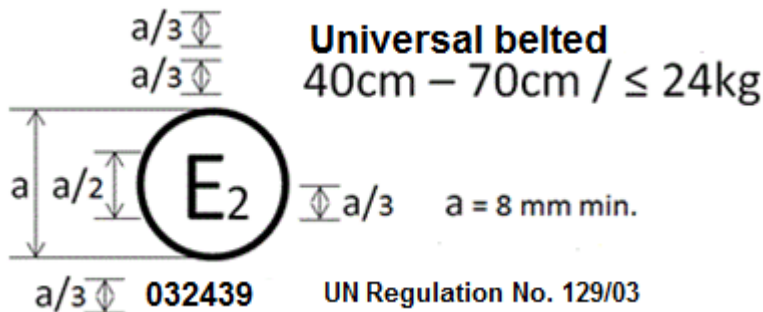 a/3 Universal belted
a/3 40cm – 70cm / ≤ 24kg
a a/2 E2 a/3 a = 8 mm min.
a/3 032439 UN Regulation No. 129/03